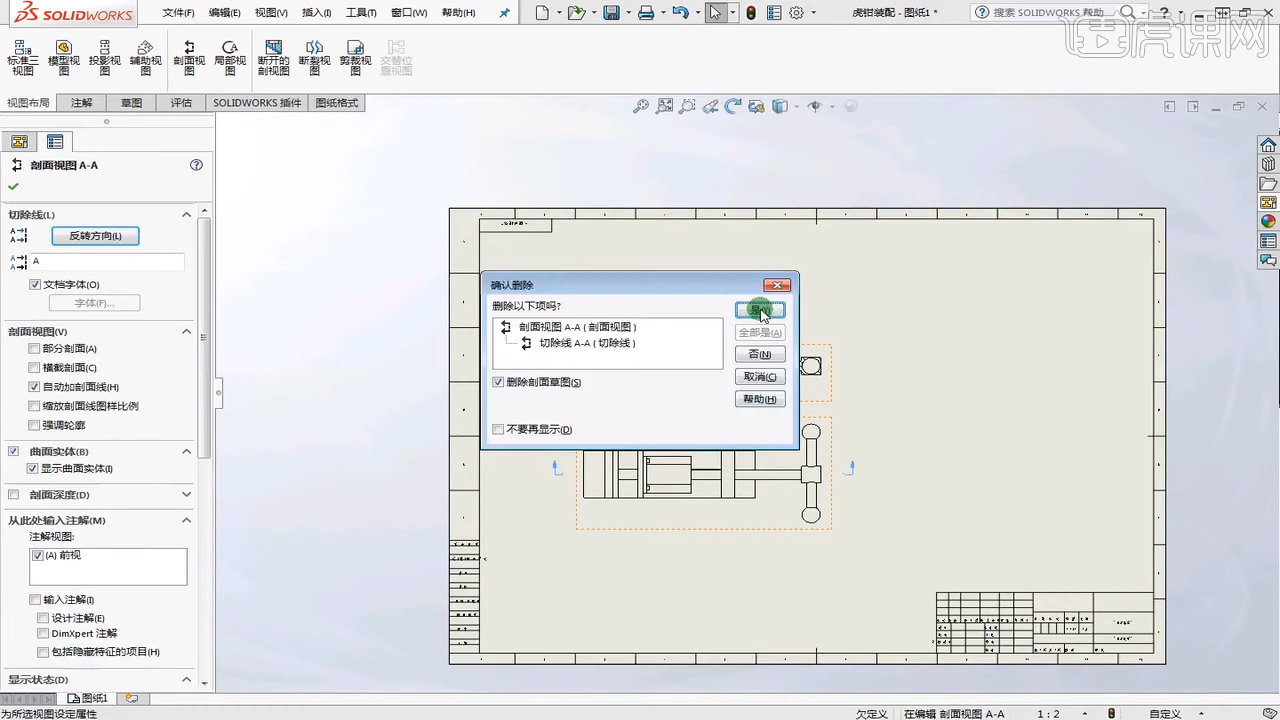 SOLIDWORKS
文件(F)
编辑(E)
视图(V)
插入(I)
工具(T)
窗口(W)
帮助(H)
虎钳装配 - 图纸1 *
搜索 SOLIDWORKS 帮助
虎课网
标准三视图
模型视图
投影视图
辅助视图
剖面视图
局部视图
断开的剖视图
断裂视图
剪裁视图
交替位置视图
视图布局
注解
草图
评估
SOLIDWORKS 插件
图纸格式
剖面视图 A-A
切除线(L)
反转方向(L)
A
文档字体(O)
字体(F)...
剖面视图(V)
部分剖面(A)
横截剖面(C)
自动加剖面线(H)
缩放剖面线图样比例
强调轮廓
曲面实体(B)
显示曲面实体(I)
剖面深度(D)
从此处输入注解(M)
注解视图:
(A) 前视
输入注解(I)
设计注解(E)
DimXpert 注解
包括隐藏特征的项目(H)
显示状态(D)
确认删除
删除以下项吗?
剖面视图 A-A ( 剖面视图 )
切除线 A-A ( 切除线 )
删除剖面草图(S)
不要再显示(D)
全部是(A)
否(N)
取消(C)
帮助(H)
图纸1
为所选视图设定属性
欠定义
在编辑 剖面视图 A-A
1 : 2
自定义